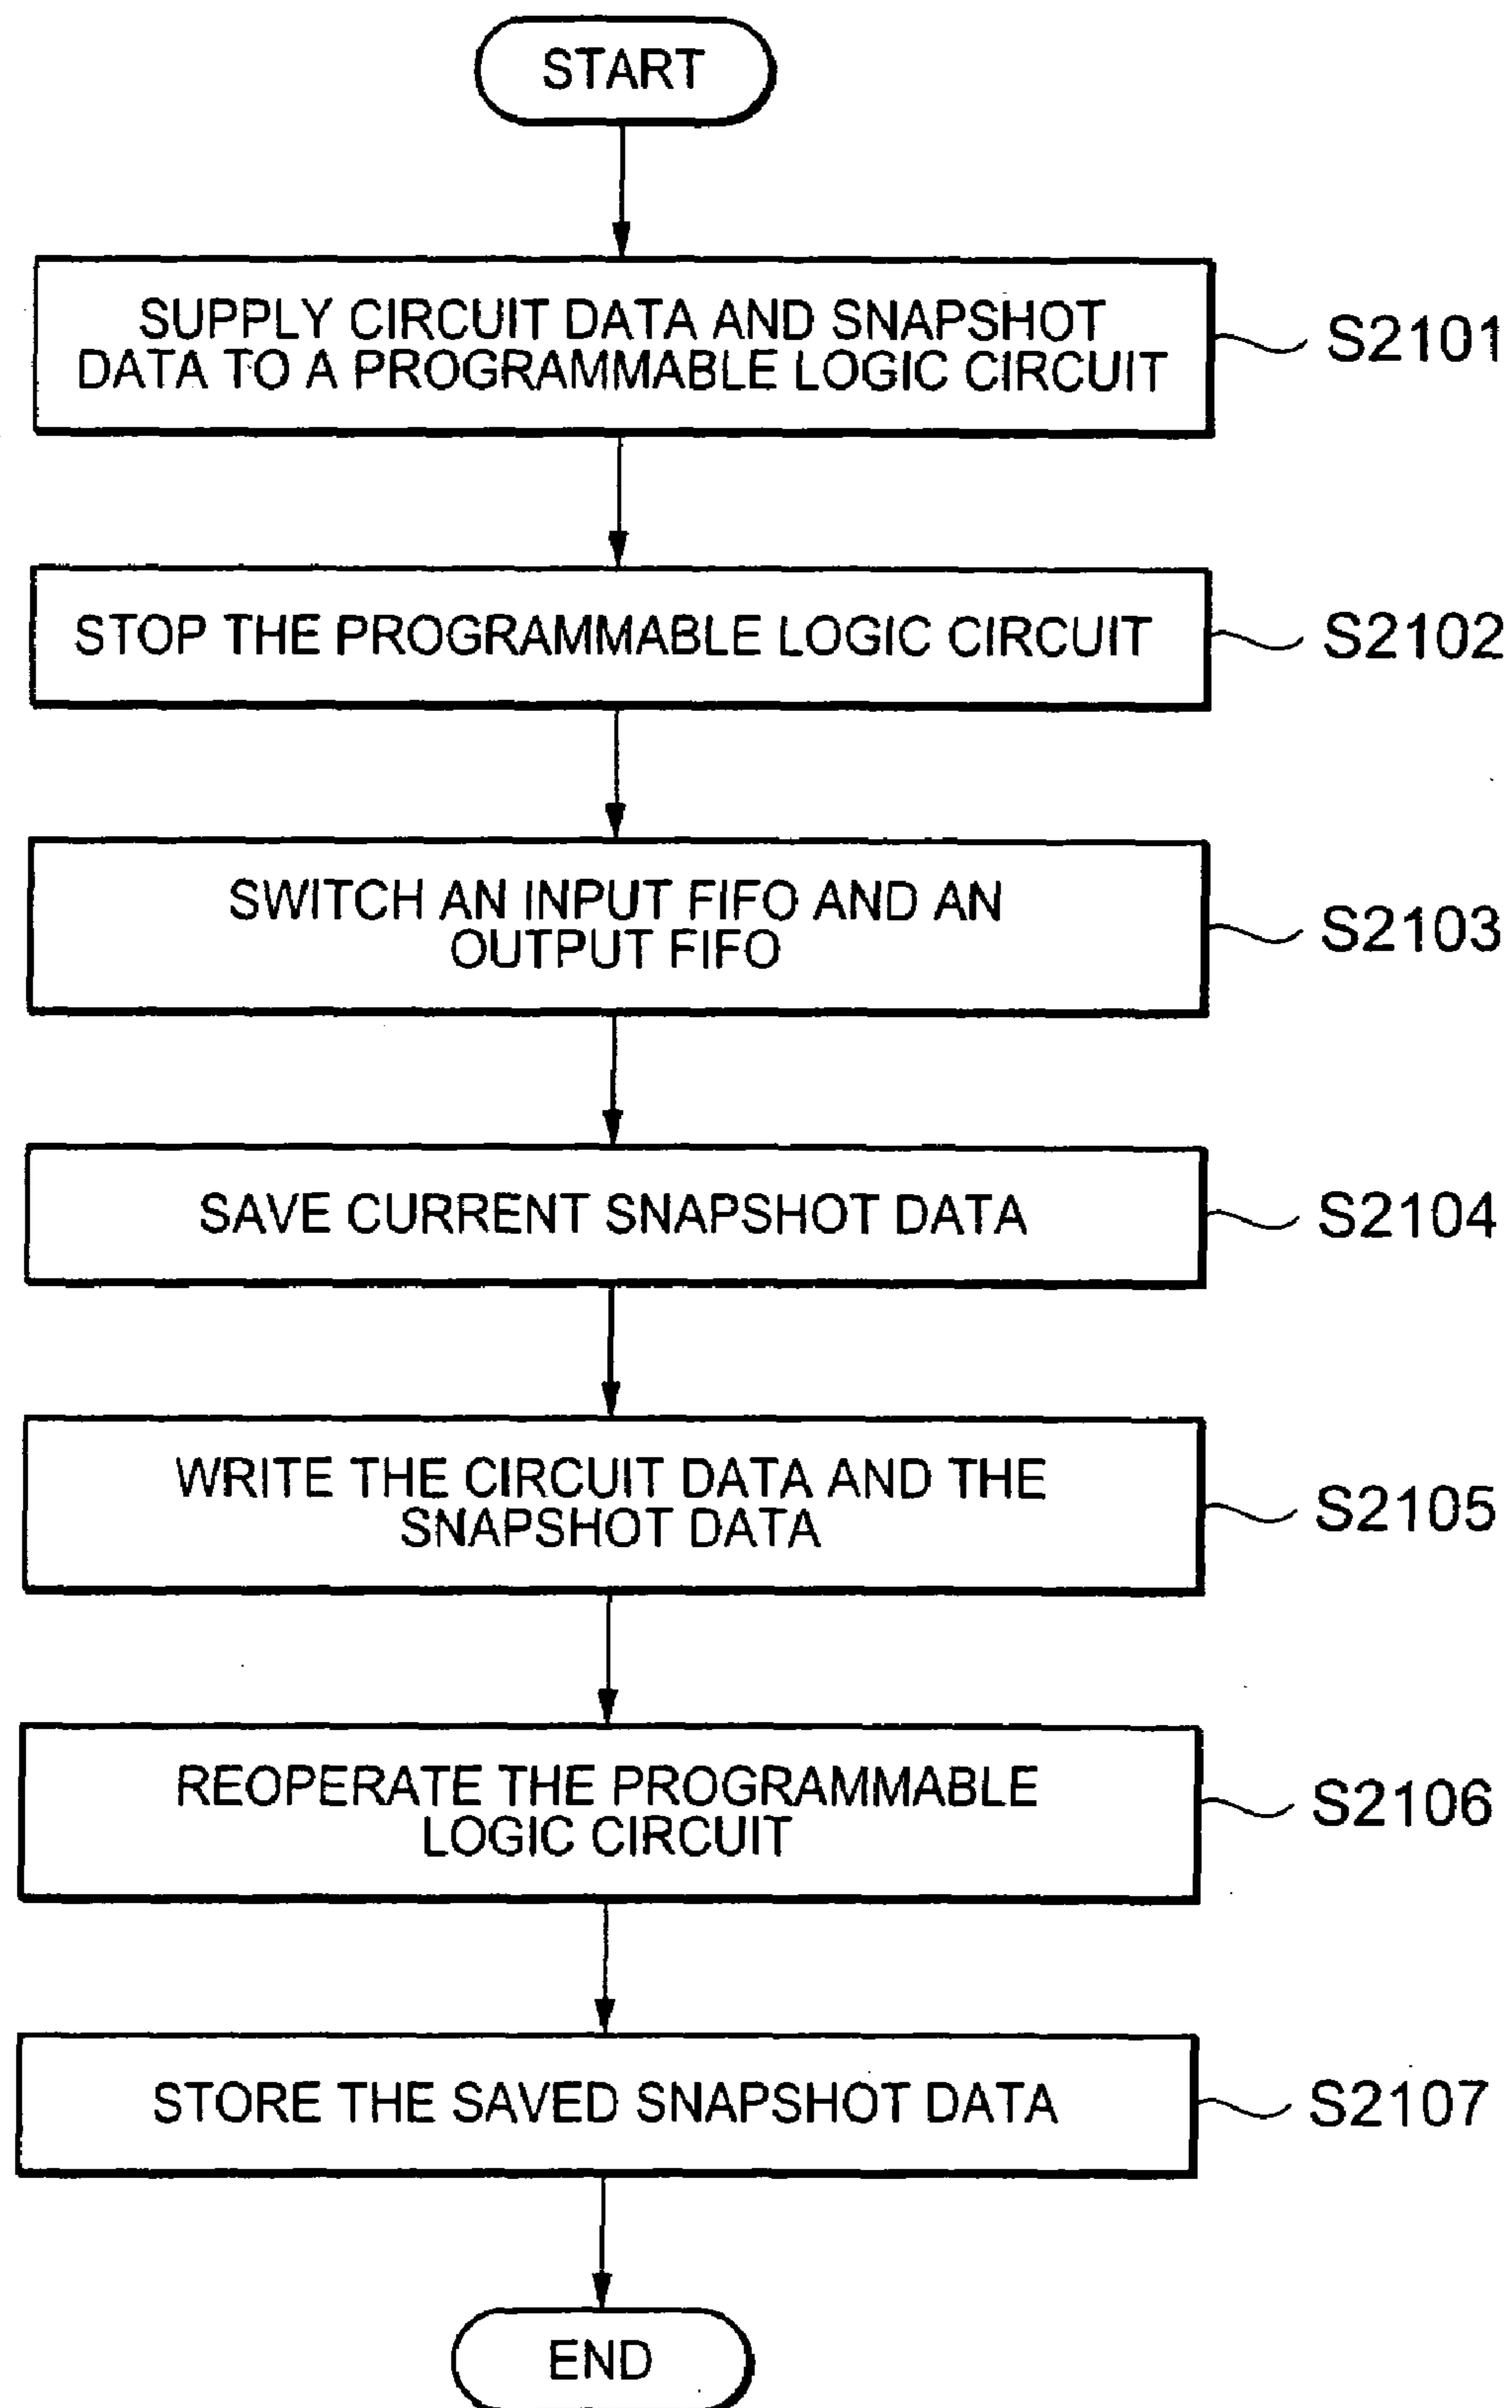 START
SUPPLY CIRCUIT DATA AND SNAPSHOT
DATA TO A PROGRAMMABLE LOGIC CIRCUIT
S2101
STOP THE PROGRAMMABLE LOGIC CIRCUIT
S2102
SWITCH AN INPUT FIFO AND AN
OUTPUT FIFO
S2103
SAVE CURRENT SNAPSHOT DATA
S2104
WRITE THE CIRCUIT DATA AND THE
SNAPSHOT DATA
S2105
REOPERATE THE PROGRAMMABLE
LOGIC CIRCUIT
S2106
STORE THE SAVED SNAPSHOT DATA
S2107
END